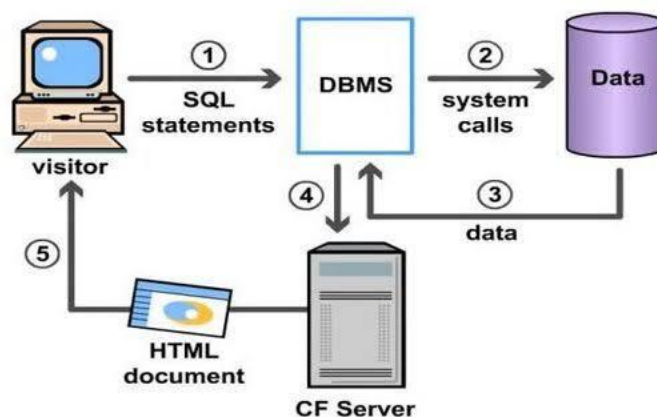 1
SQL
statements
visitor
DBMS
2
system
calls
Data
3
data
4
5
HTML
document
CF Server